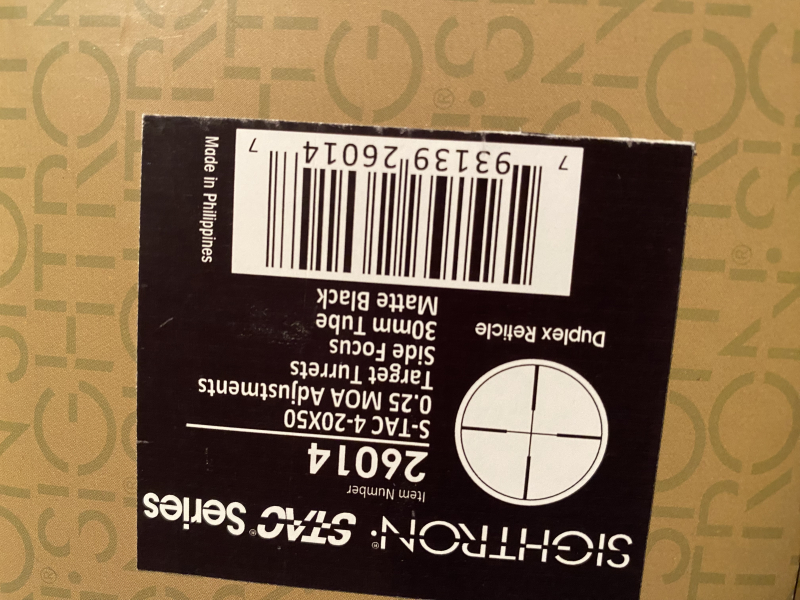 SIGHTRON® S-TAC® Series
Item Number
26014
S-TAC 4-20X50
0.25 MOA Adjustments
Target Turrets
Side Focus
30mm Tube
Matte Black
Duplex Reticle
7 93139 26014 7
Made in Philippines